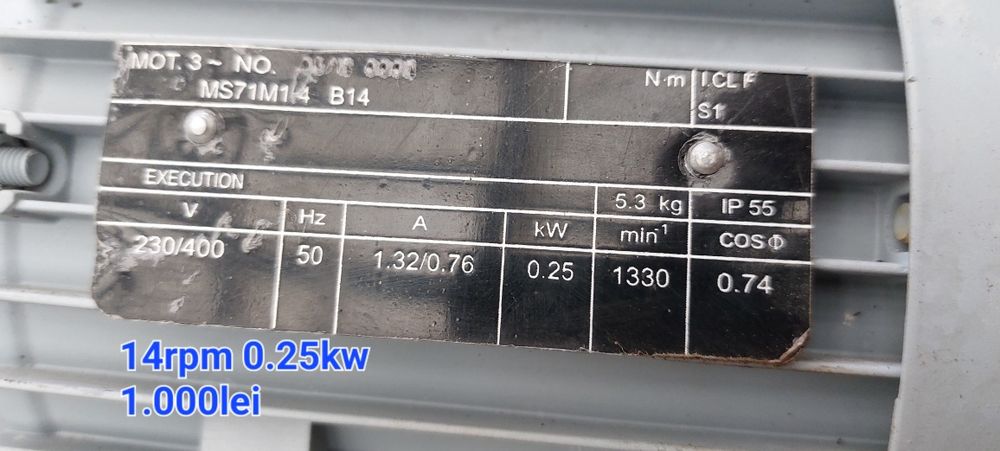 MOT. 3~ NO.
MS71M1-4 B14
N·m I.CL F
S1
EXECUTION
5.3 kg IP 55
V Hz A kW min-1 COSΦ
230/400 50 1.32/0.76 0.25 1330 0.74
14rpm 0.25kw
1.000lei